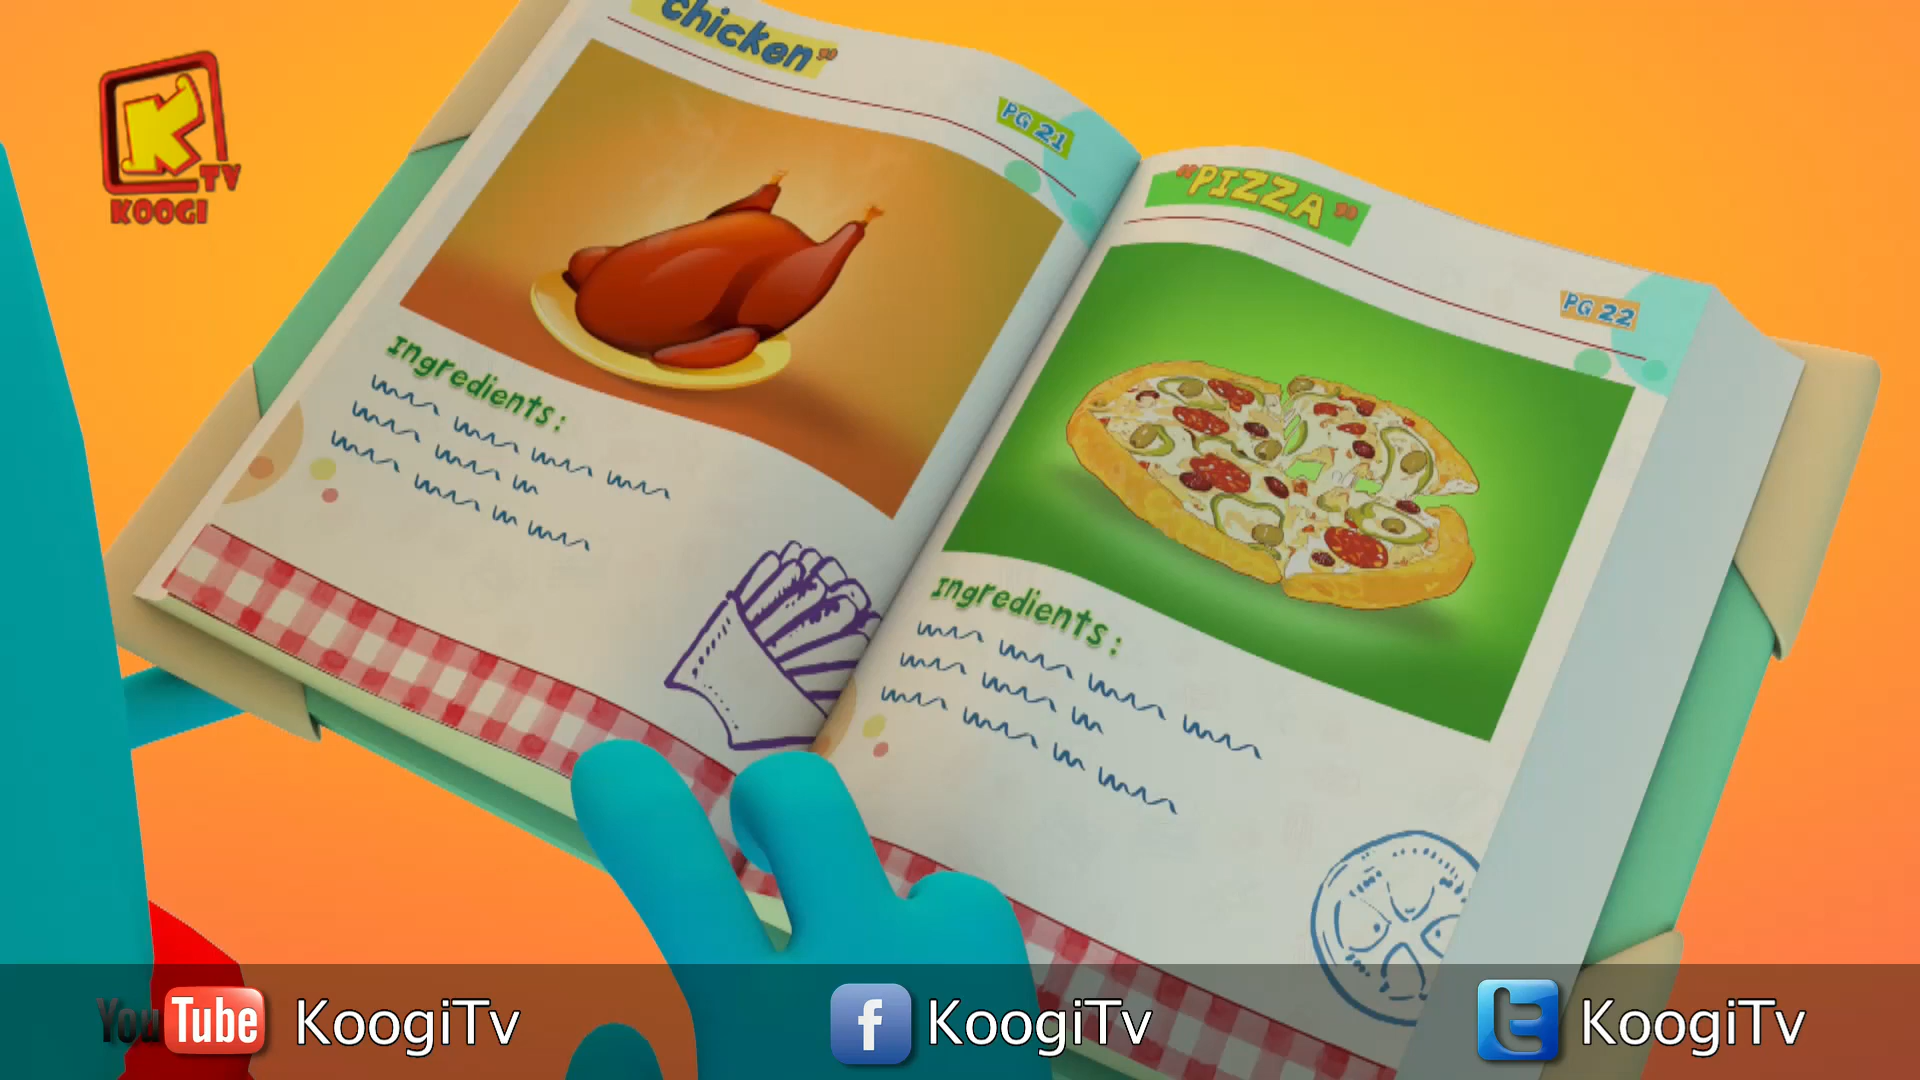 K
TV
KOOGI
Chicken"
PG 21
Ingredients:
"PIZZA"
PG 22
Ingredients:
YouTube KoogiTv
f KoogiTv
t KoogiTv